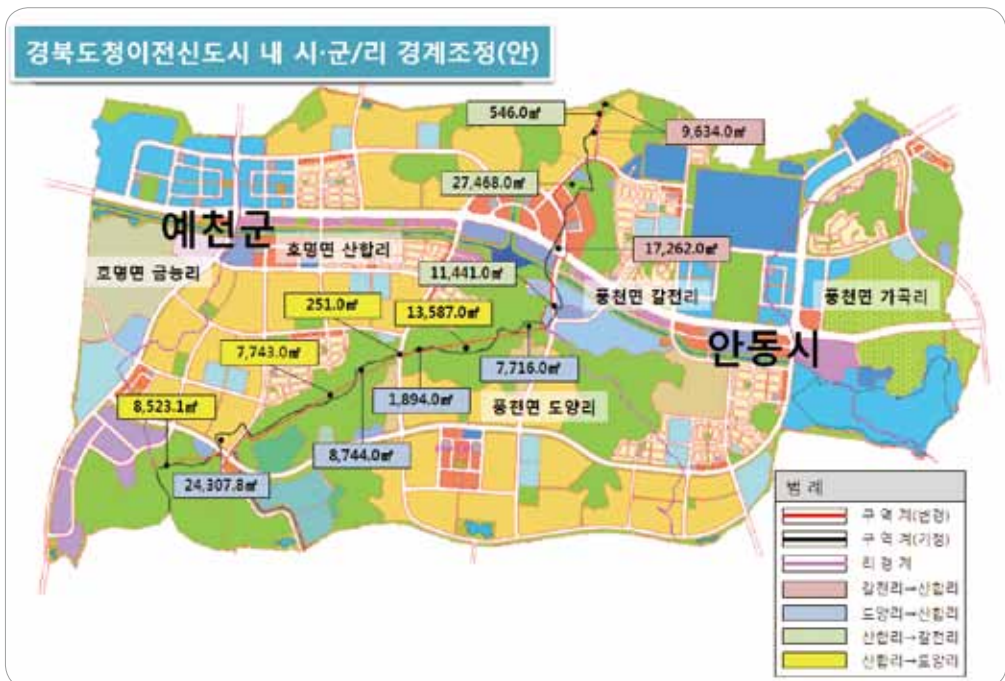 경북도청이전신도시 내 시·군/리 경계조정(안)
546.0㎡
9,634.0㎡
27,468.0㎡
예천군
호명면 산합리
17,262.0㎡
호명면 금능리
11,441.0㎡
풍천면 갈전리
풍천면 가곡리
251.0㎡
13,587.0㎡
안동시
7,743.0㎡
7,716.0㎡
8,523.1㎡
1,894.0㎡
풍천면 도양리
8,744.0㎡
24,307.8㎡
범 례
구 역 계(변경)
구 역 계(기정)
리 경 계
갈전리→산합리
도양리→산합리
산합리→갈전리
산합리→도양리